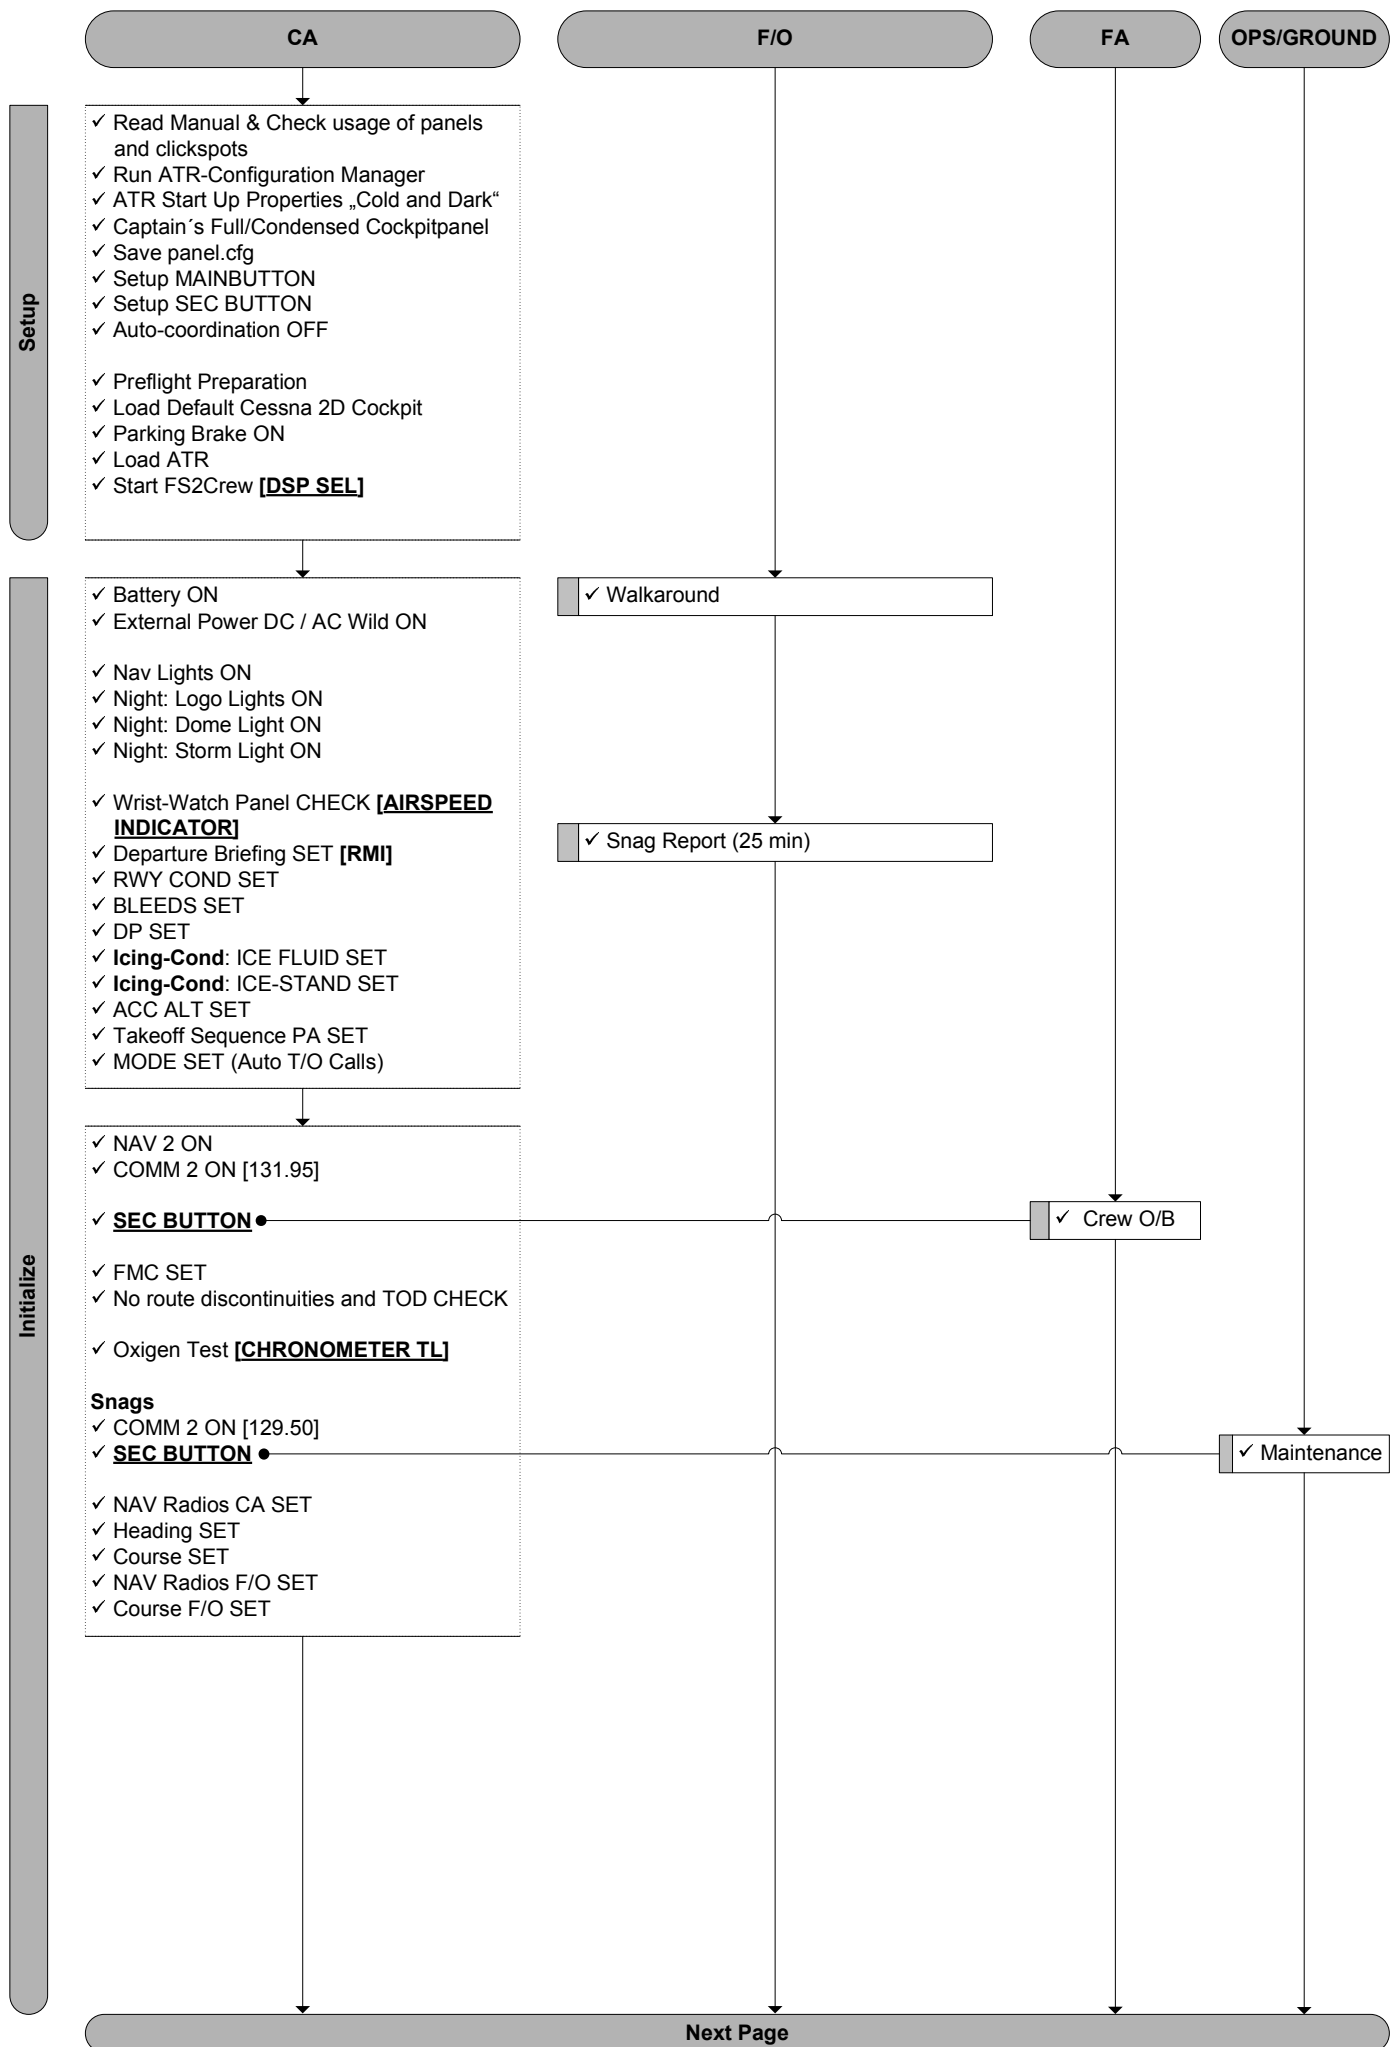 CA
F/O
FA
OPS/GROUND
Setup
✓ Read Manual & Check usage of panels
and clickspots
✓ Run ATR-Configuration Manager
✓ ATR Start Up Properties „Cold and Dark“
✓ Captain´s Full/Condensed Cockpitpanel
✓ Save panel.cfg
✓ Setup MAINBUTTON
✓ Setup SEC BUTTON
✓ Auto-coordination OFF
✓ Preflight Preparation
✓ Load Default Cessna 2D Cockpit
✓ Parking Brake ON
✓ Load ATR
✓ Start FS2Crew [DSP SEL]
Initialize
✓ Battery ON
✓ External Power DC / AC Wild ON
✓ Nav Lights ON
✓ Night: Logo Lights ON
✓ Night: Dome Light ON
✓ Night: Storm Light ON
✓ Wrist-Watch Panel CHECK [AIRSPEED
INDICATOR]
✓ Departure Briefing SET [RMI]
✓ RWY COND SET
✓ BLEEDS SET
✓ DP SET
✓ Icing-Cond: ICE FLUID SET
✓ Icing-Cond: ICE-STAND SET
✓ ACC ALT SET
✓ Takeoff Sequence PA SET
✓ MODE SET (Auto T/O Calls)
✓ Walkaround
✓ Snag Report (25 min)
✓ NAV 2 ON
✓ COMM 2 ON [131.95]
✓ SEC BUTTON
✓ Crew O/B
✓ FMC SET
✓ No route discontinuities and TOD CHECK
✓ Oxigen Test [CHRONOMETER TL]
Snags
✓ COMM 2 ON [129.50]
✓ SEC BUTTON
✓ Maintenance
✓ NAV Radios CA SET
✓ Heading SET
✓ Course SET
✓ NAV Radios F/O SET
✓ Course F/O SET
Next Page